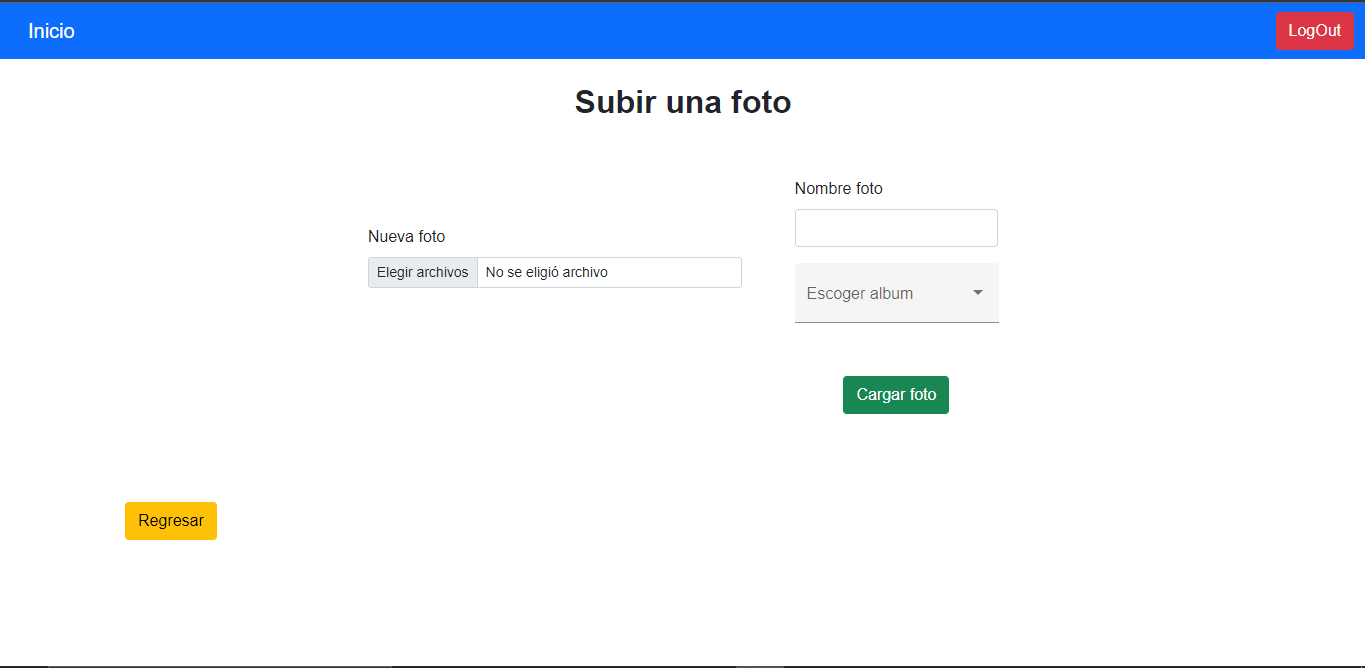 Inicio
LogOut
Subir una foto
Nombre foto
Nueva foto
Elegir archivos No se eligió archivo
Escoger album
Cargar foto
Regresar